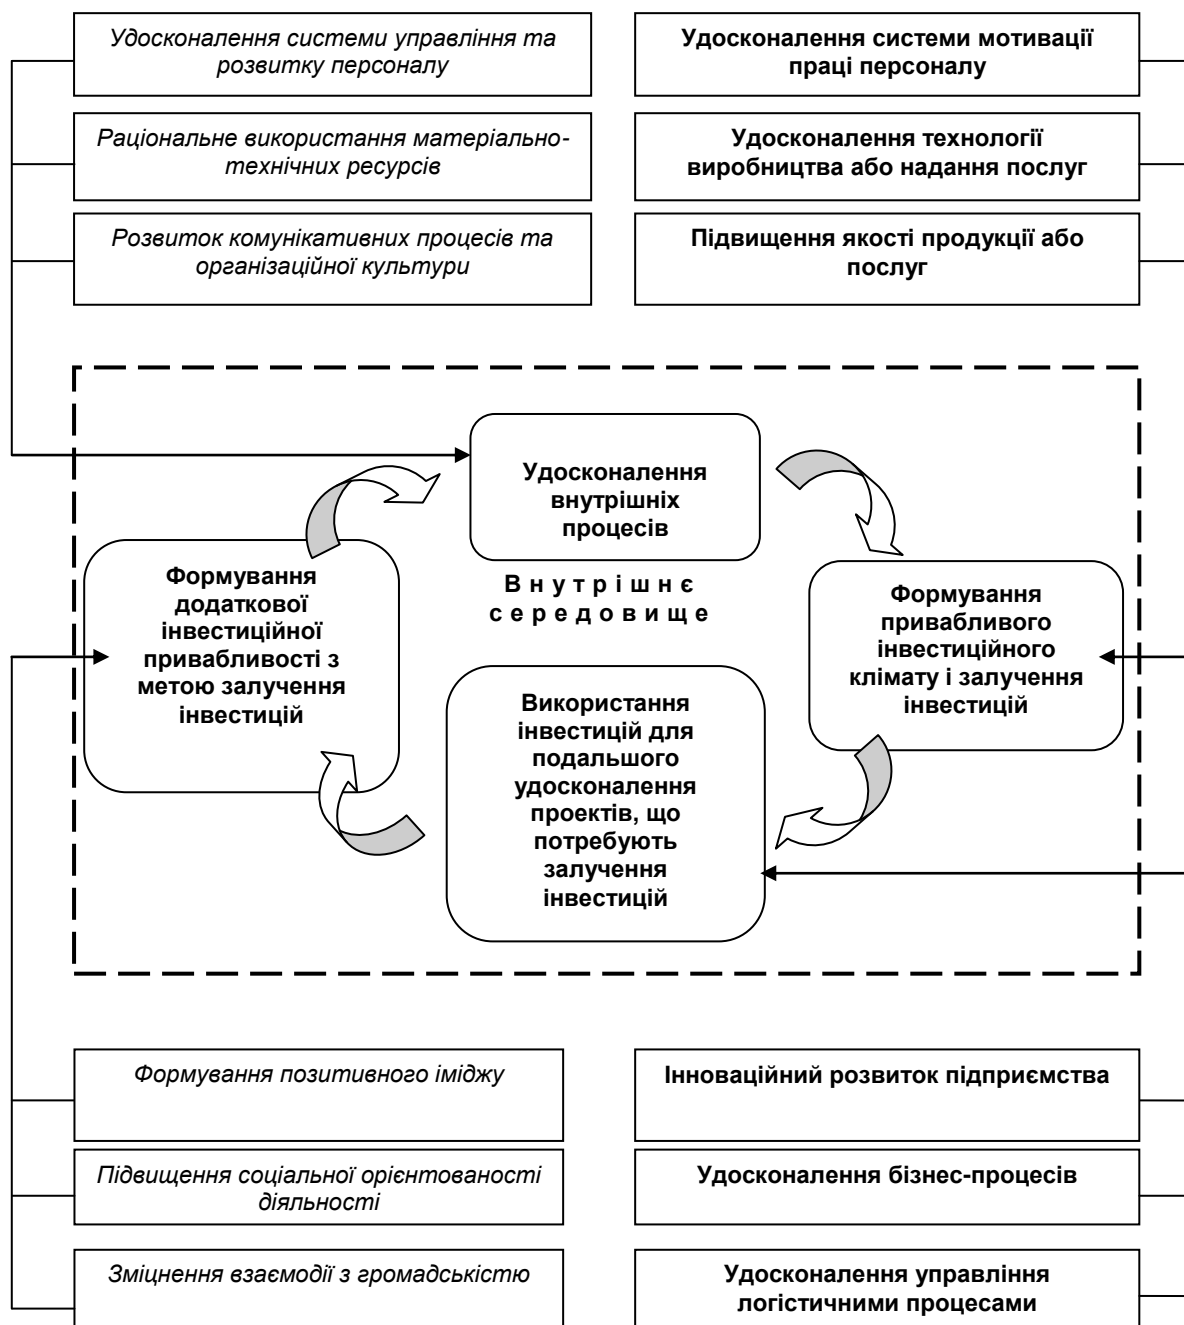 Удосконалення системи управління та
розвитку персоналу
Удосконалення системи мотивації
праці персоналу
Раціональне використання матеріально-
технічних ресурсів
Удосконалення технології
виробництва або надання послуг
Розвиток комунікативних процесів та
організаційної культури
Підвищення якості продукції або
послуг
Удосконалення
внутрішніх
процесів
Внутрішнє
середовище
Формування
додаткової
інвестиційної
привабливості з
метою залучення
інвестицій
Формування
привабливого
інвестиційного
клімату і залучення
інвестицій
Використання
інвестицій для
подальшого
удосконалення
проектів, що
потребують
залучення
інвестицій
Формування позитивного іміджу
Інноваційний розвиток підприємства
Підвищення соціальної орієнтованості
діяльності
Удосконалення бізнес-процесів
Зміцнення взаємодії з громадськістю
Удосконалення управління
логістичними процесами